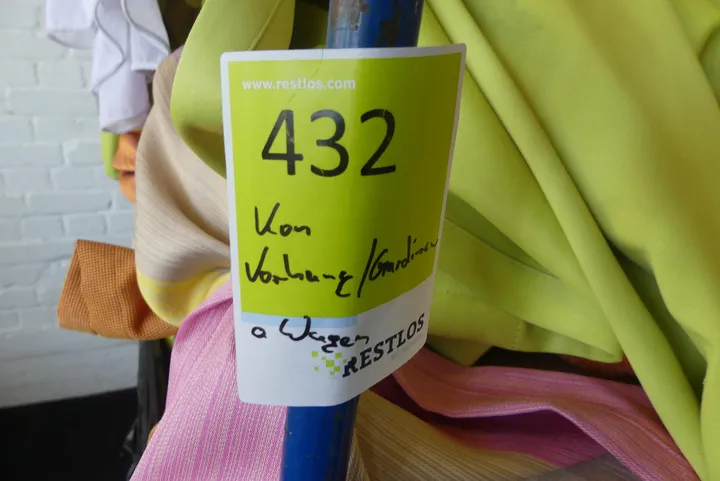 www.restlos.com
432
Kon
Vorhang/Gardinen
o Wagen
RESTLOS